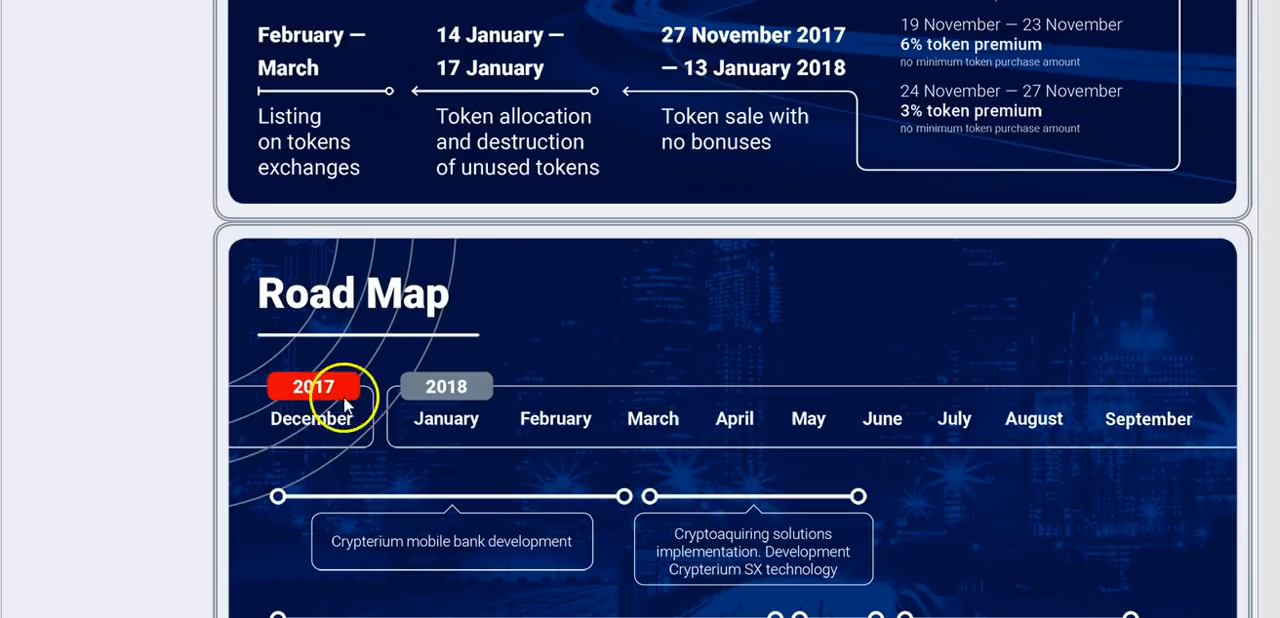 February —
March
Listing
on tokens
exchanges
14 January —
17 January
Token allocation
and destruction
of unused tokens
27 November 2017
— 13 January 2018
Token sale with
no bonuses
19 November — 23 November
6% token premium
no minimum token purchase amount
24 November — 27 November
3% token premium
no minimum token purchase amount
Road Map
2017
2018
December
January
February
March
April
May
June
July
August
September
Crypterium mobile bank development
Cryptoaquiring solutions
implementation. Development
Crypterium SX technology